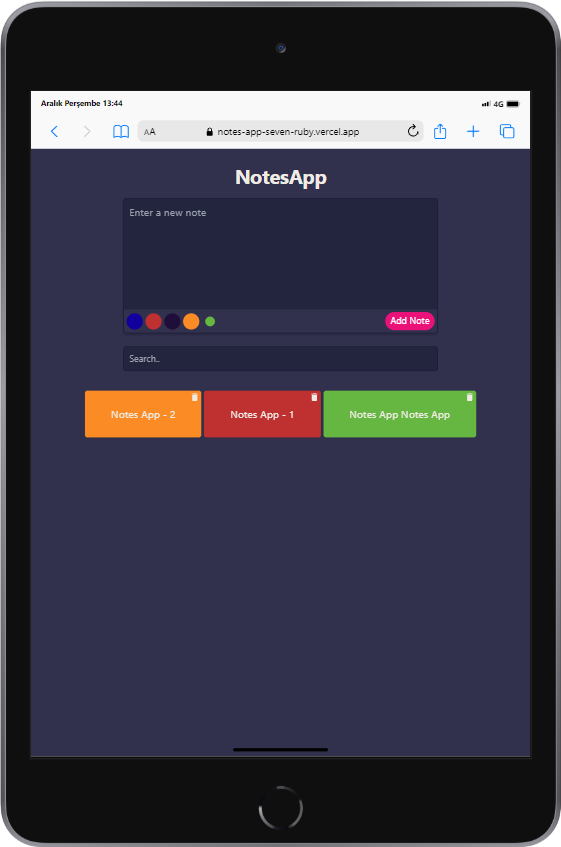 Aralık Perşembe 13:44
4G
AA
notes-app-seven-ruby.vercel.app
NotesApp
Enter a new note
Add Note
Search..
Notes App - 2
Notes App - 1
Notes App Notes App